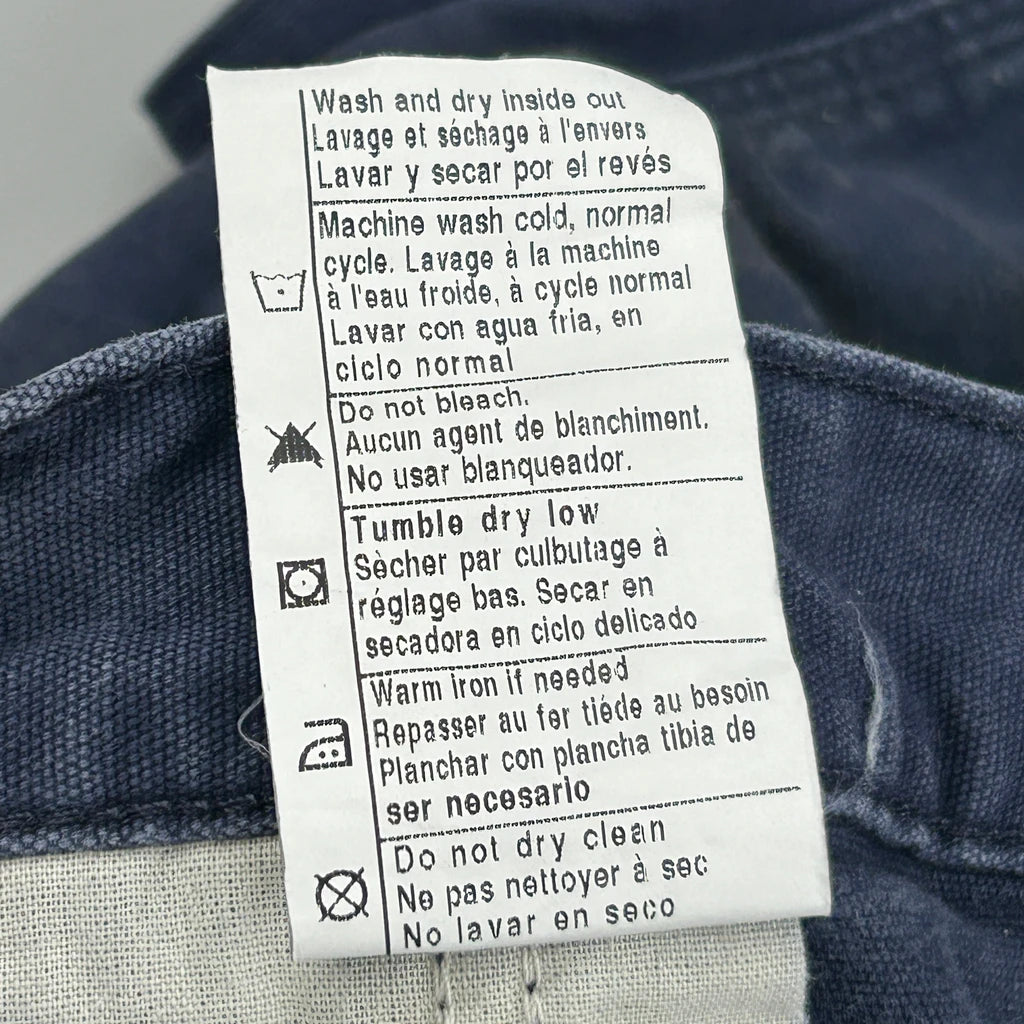 Wash and dry inside out
Lavage et séchage à l'envers
Lavar y secar por el revés
Machine wash cold, normal
cycle. Lavage à la machine
à l'eau froide, à cycle normal
Lavar con agua fria, en
ciclo normal
Do not bleach.
Aucun agent de blanchiment.
No usar blanqueador.
Tumble dry low
Sècher par culbutage à
réglage bas. Secar en
secadora en ciclo delicado
Warm iron if needed
Repasser au fer tiéde au besoin
Planchar con plancha tibia de
ser necesario
Do not dry clean
Ne pas nettoyer à sec
No lavar en seco